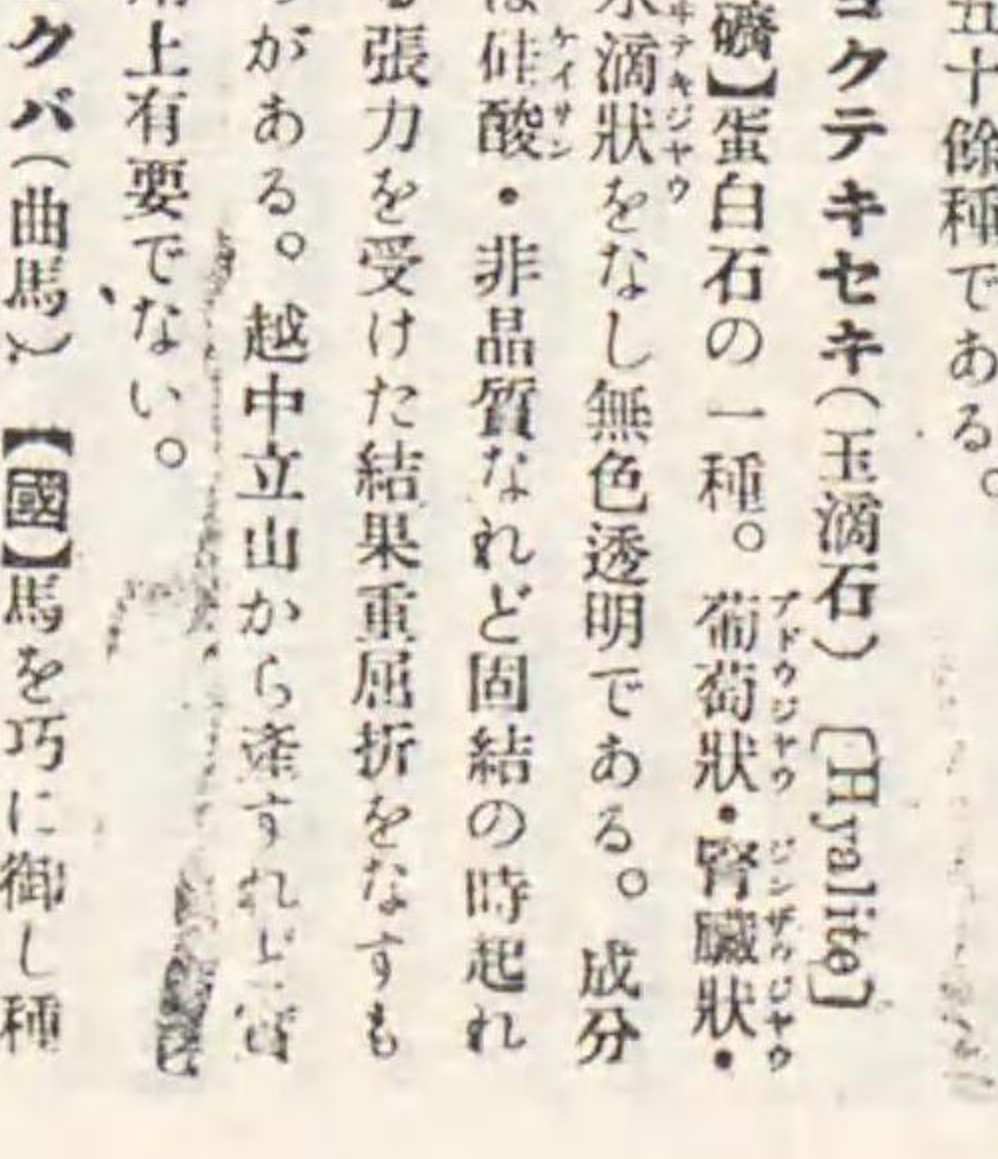 五十餘種である。
ゴクテキセキ(玉滴石) 〔Hyalite〕
【礦】蛋白石の一種。葡萄狀・腎臟狀・
水滴狀をなし無色透明である。成分
は硅酸・非晶質なれど固結の時起れ
る張力を受けた結果重屈折をなすも
がある。越中立山から產すれど
上有要でない。
クバ(曲馬) 【國】馬を巧に御し種